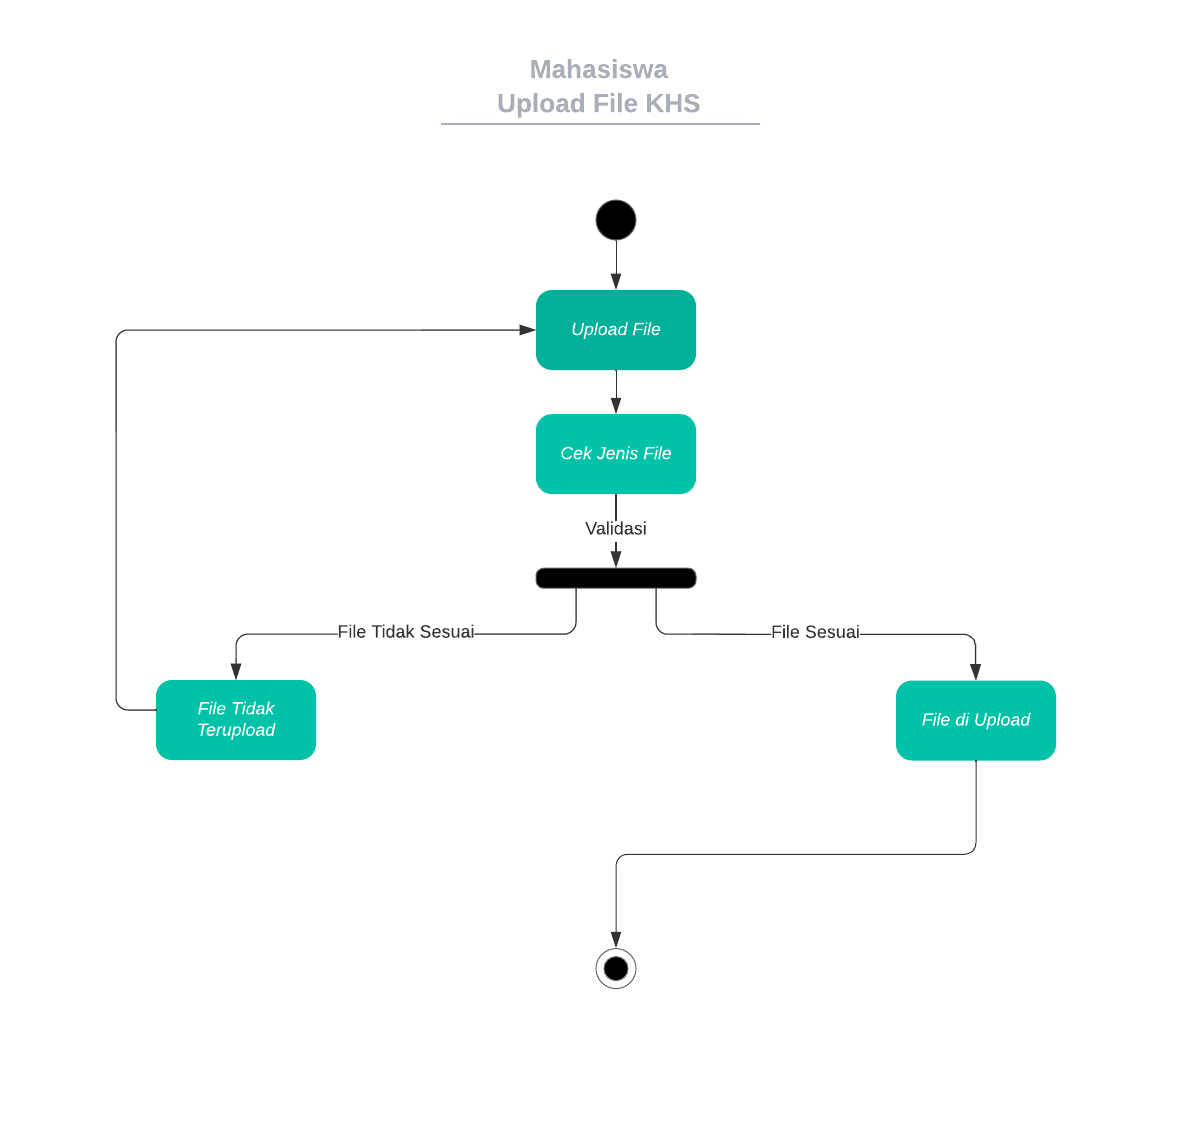 Mahasiswa
Upload File KHS
Upload File
Cek Jenis File
Validasi
File Tidak Sesuai
File Sesuai
File Tidak
Terupload
File di Upload